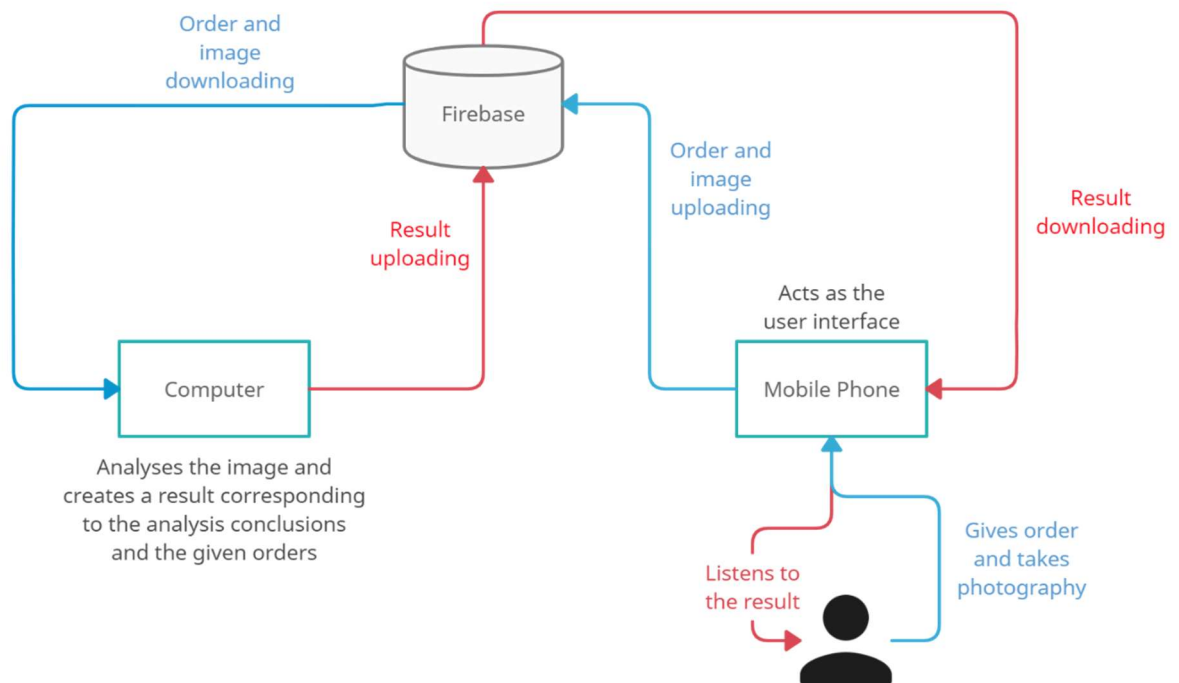 Order and
image
downloading
Firebase
Order and
image
uploading
Result
downloading
Result
uploading
Acts as the
user interface
Computer
Mobile Phone
Analyses the image and
creates a result corresponding
to the analysis conclusions
and the given orders
Gives order
and takes
photography
Listens to
the result